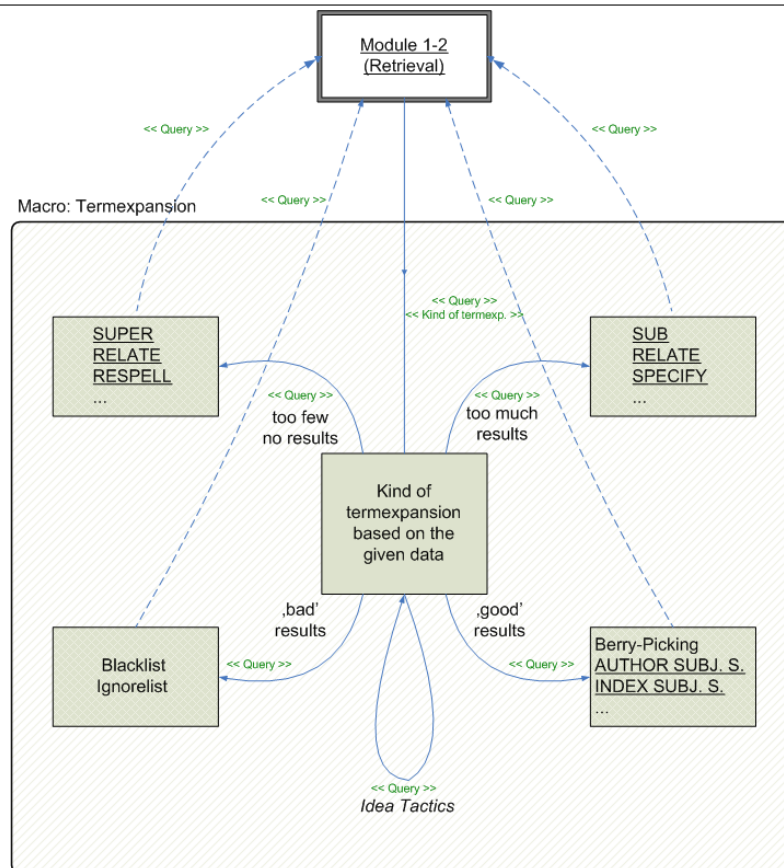 Module 1-2
(Retrieval)
<< Query >>
<< Query >>
<< Query >>
<< Query >>
Macro: Termexpansion
<< Query >>
<< Kind of termexp. >>
SUPER
RELATE
RESPELL
...
SUB
RELATE
SPECIFY
...
<< Query >>
too few
no results
<< Query >>
too much
results
Kind of
termexpansion
based on the
given data
‚bad'
results
<< Query >>
‚good'
results
<< Query >>
Blacklist
Ignorelist
Berry-Picking
AUTHOR SUBJ. S.
INDEX SUBJ. S.
...
<< Query >>
Idea Tactics